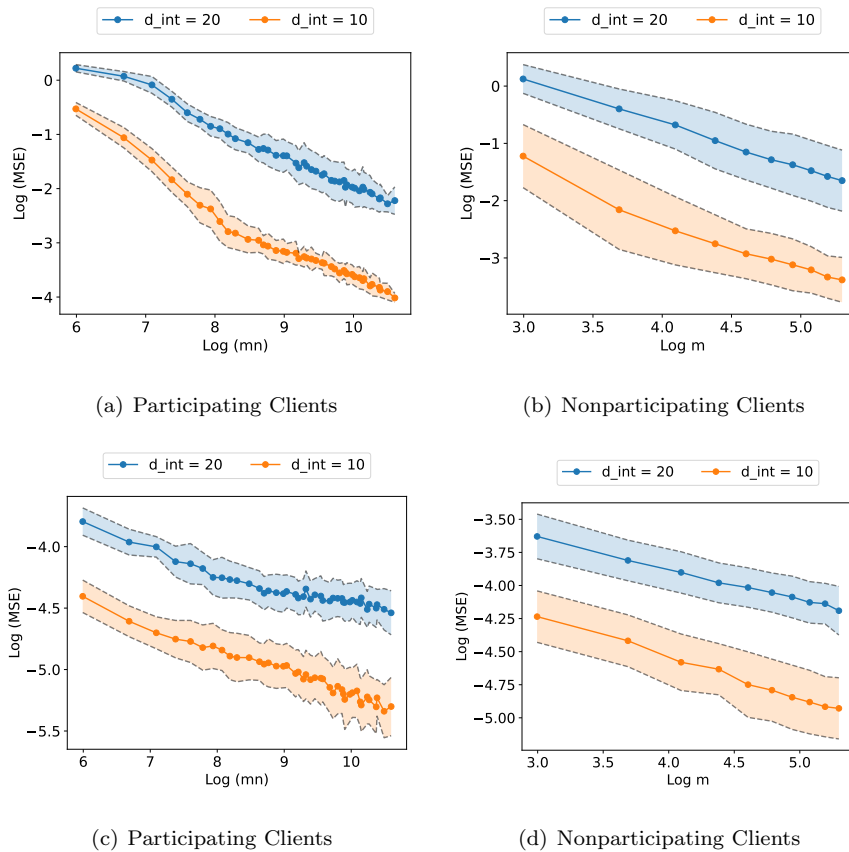 d_int = 20 d_int = 10
d_int = 20 d_int = 10
0
−1
−2
−3
−4
Log (MSE)
6 7 8 9 10
Log (mn)
0
−1
−2
−3
Log (MSE)
3.0 3.5 4.0 4.5 5.0
Log m
(a) Participating Clients
(b) Nonparticipating Clients
d_int = 20 d_int = 10
d_int = 20 d_int = 10
−4.0
−4.5
−5.0
−5.5
Log (MSE)
6 7 8 9 10
Log (mn)
−3.50
−3.75
−4.00
−4.25
−4.50
−4.75
−5.00
Log (MSE)
3.0 3.5 4.0 4.5 5.0
Log m
(c) Participating Clients
(d) Nonparticipating Clients